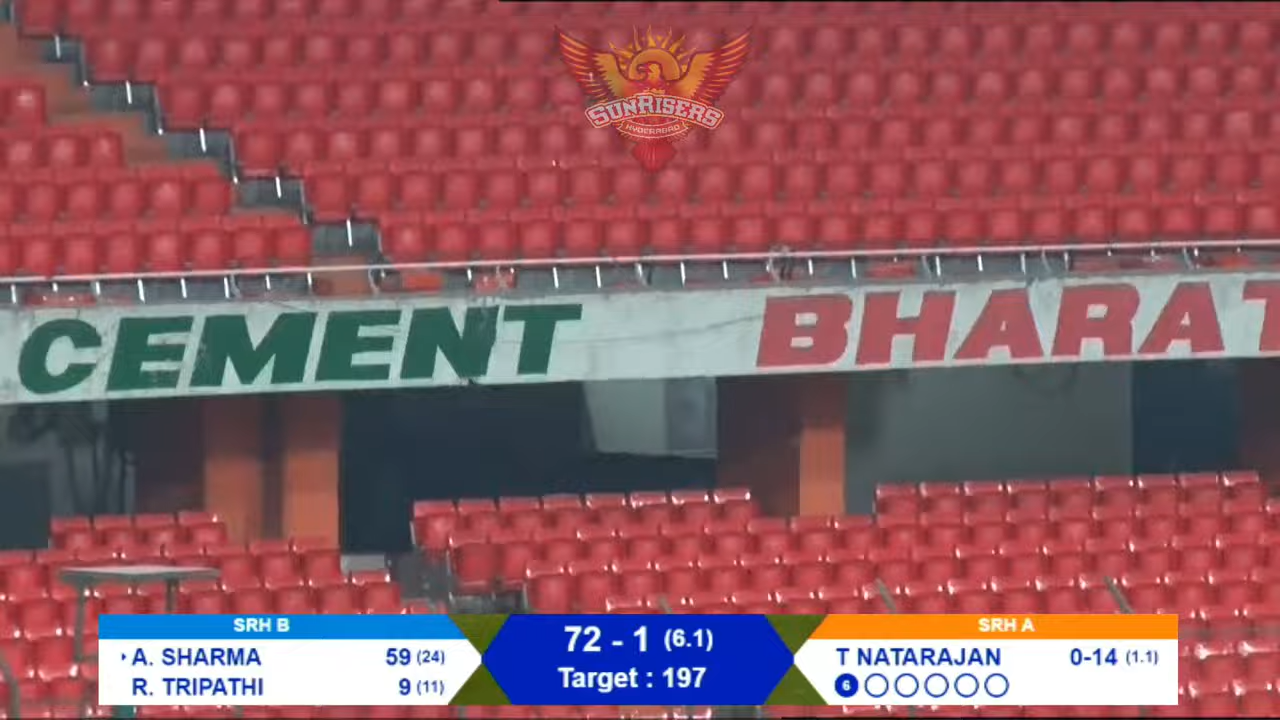 SUNRISERS
HYDERABAD
CEMENT BHARAT
SRH B
A. SHARMA 59 (24)
R. TRIPATHI 9 (11)
72 - 1 (6.1)
Target : 197
SRH A
T NATARAJAN 0-14 (1.1)
6